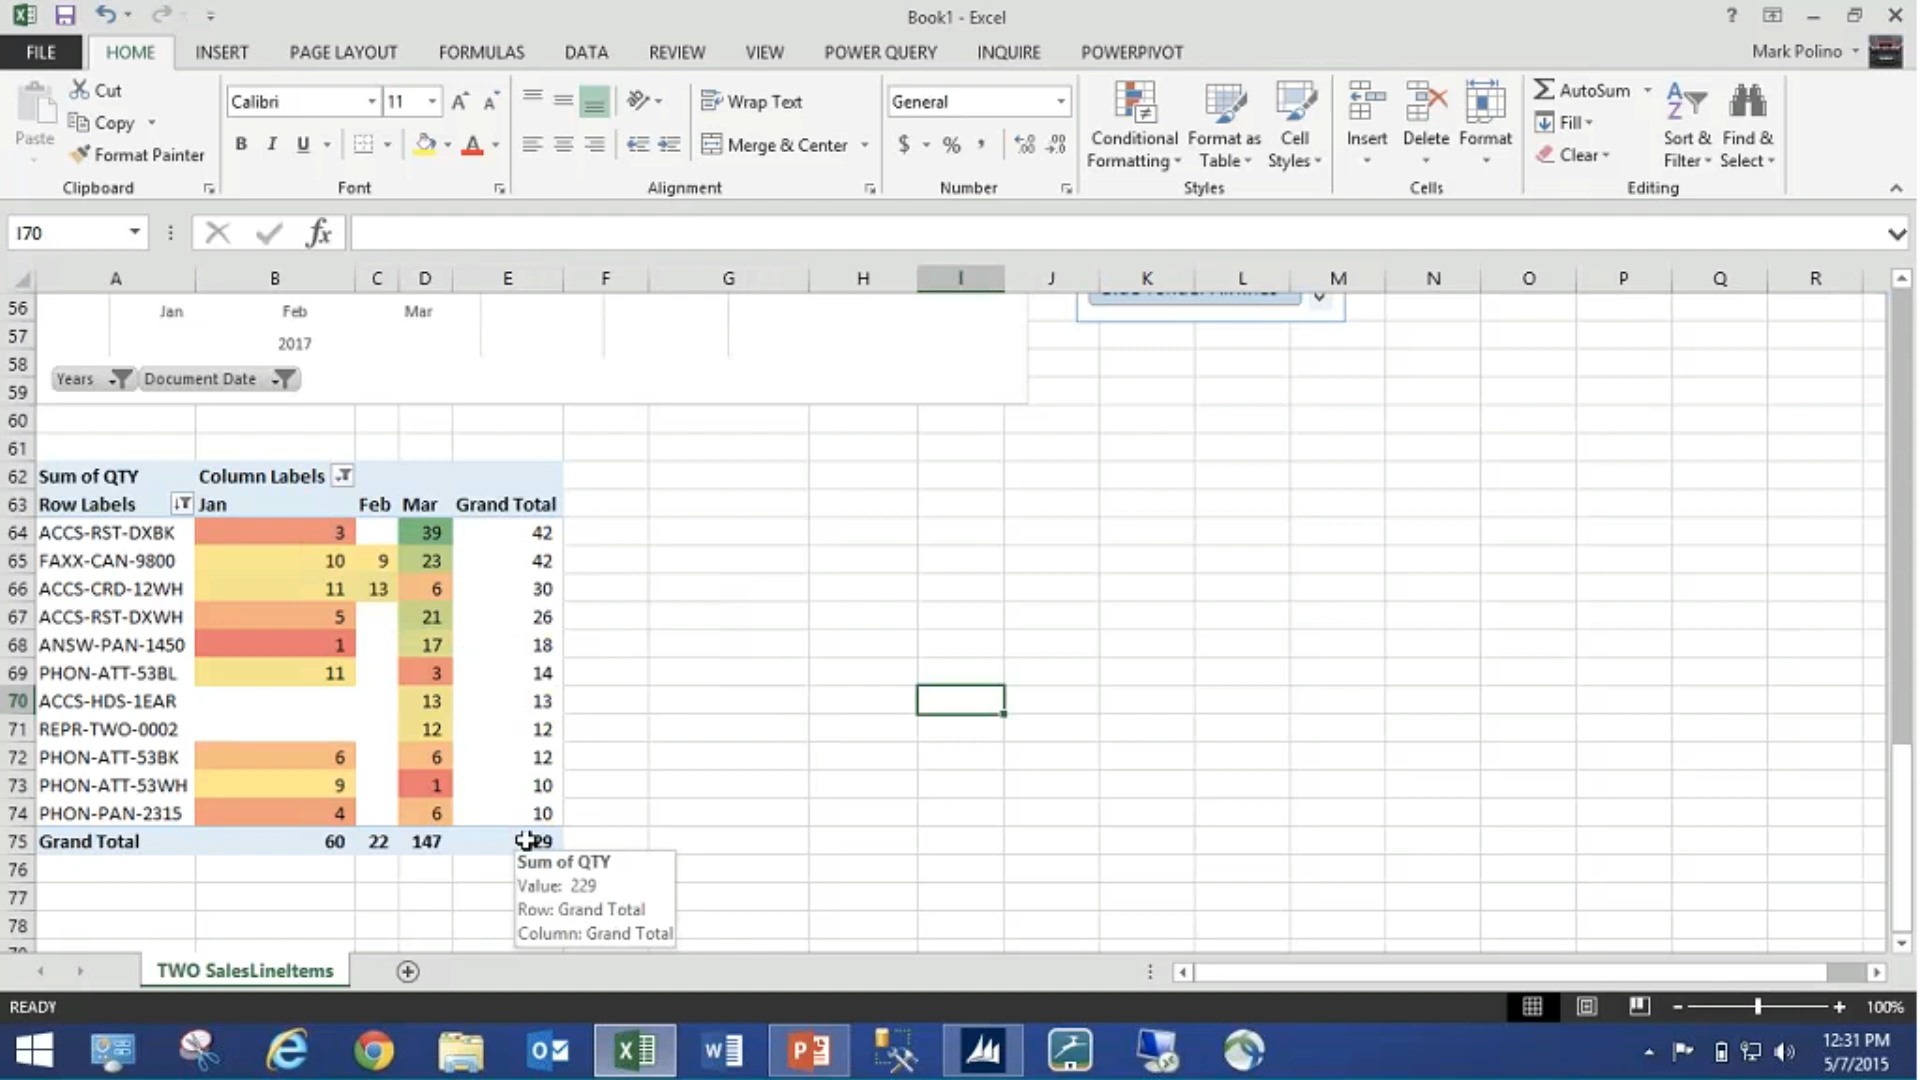 Book1 - Excel
?
FILE HOME INSERT PAGE LAYOUT FORMULAS DATA REVIEW VIEW POWER QUERY INQUIRE POWERPIVOT Mark Polino
Paste
Cut
Copy
Format Painter
Clipboard
Calibri 11
B I U
Font
Wrap Text
Merge & Center
Alignment
General
$ % ,
Number
Conditional Formatting
Format as Table
Cell Styles
Styles
Insert Delete Format
Cells
AutoSum
Fill
Clear
Sort & Filter
Find & Select
Editing
I70 fx
A B C D E F G H I J K L M N O P Q R
56 Jan Feb Mar
57 2017
58
59 Years Document Date
60
61
62 Sum of QTY Column Labels
63 Row Labels Jan Feb Mar Grand Total
64 ACCS-RST-DXBK 3 39 42
65 FAXX-CAN-9800 10 9 23 42
66 ACCS-CRD-12WH 11 13 6 30
67 ACCS-RST-DXWH 5 21 26
68 ANSW-PAN-1450 1 17 18
69 PHON-ATT-53BL 11 3 14
70 ACCS-HDS-1EAR 13 13
71 REPR-TWO-0002 12 12
72 PHON-ATT-53BK 6 6 12
73 PHON-ATT-53WH 9 1 10
74 PHON-PAN-2315 4 6 10
75 Grand Total 60 22 147
76
77
78
Sum of QTY
Value: 229
Row: Grand Total
Column: Grand Total
TWO SalesLineItems
READY 100%
12:31 PM
5/7/2015